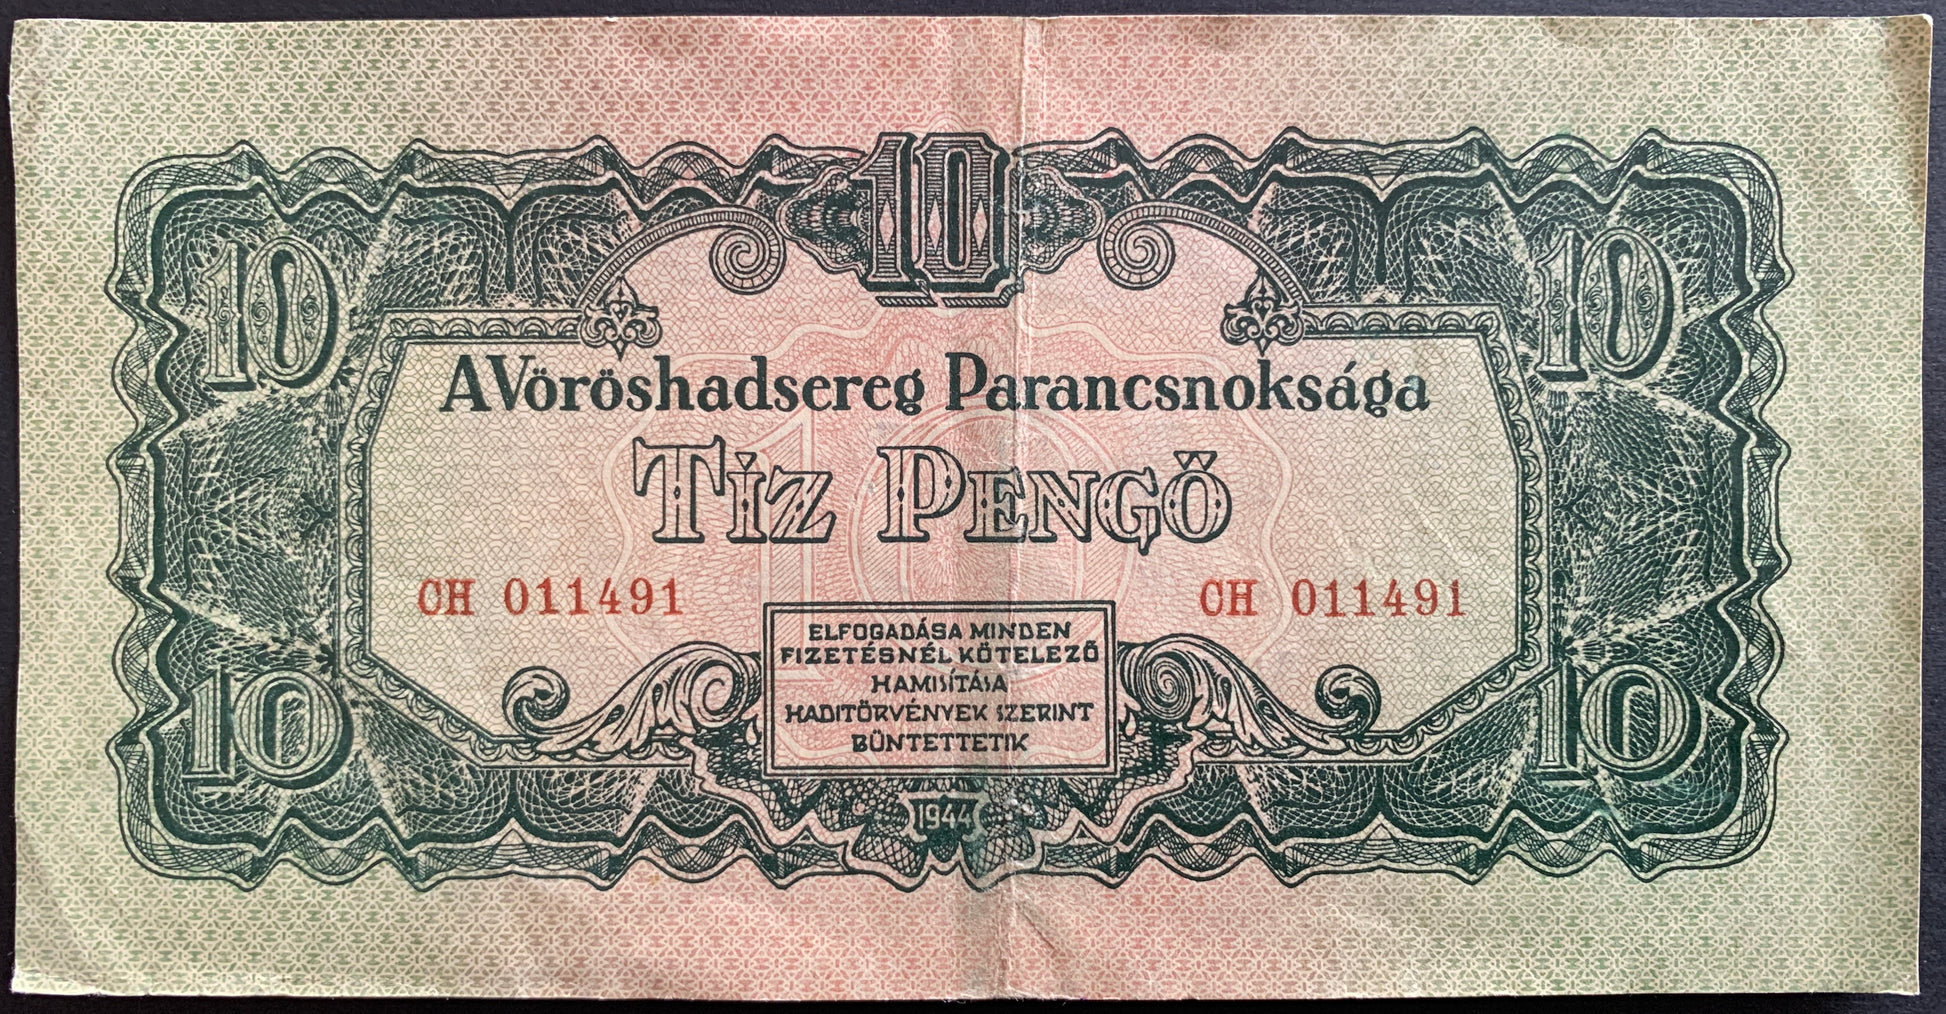 10
10 10
A Vöröshadsereg Parancsnoksága
Tíz Pengő
CH 011491 CH 011491
ELFOGADÁSA MINDEN
FIZETÉSNÉL KÖTELEZŐ
HAMISÍTÁSA
HADITÖRVÉNYEK SZERINT
BÜNTETTETIK
10 10
1944